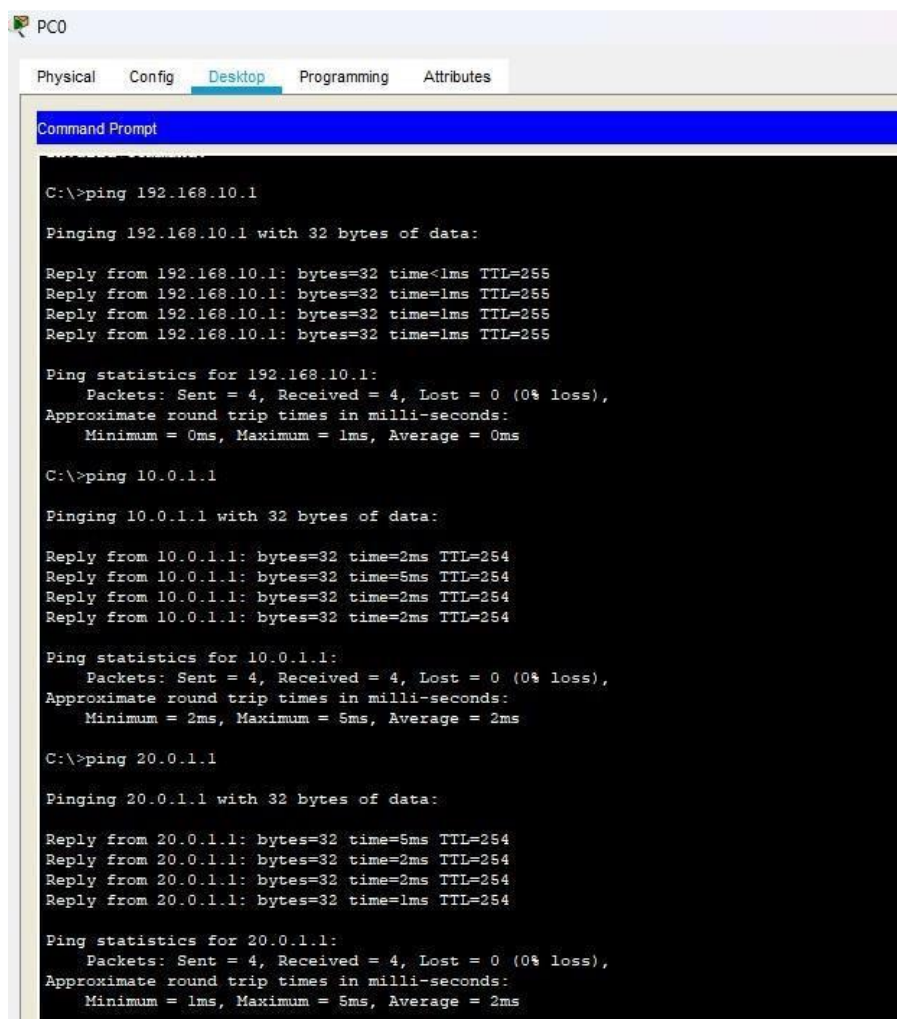 PC0
Physical Config Desktop Programming Attributes
Command Prompt
C:\>ping 192.168.10.1
Pinging 192.168.10.1 with 32 bytes of data:
Reply from 192.168.10.1: bytes=32 time<1ms TTL=255
Reply from 192.168.10.1: bytes=32 time=1ms TTL=255
Reply from 192.168.10.1: bytes=32 time=1ms TTL=255
Reply from 192.168.10.1: bytes=32 time=1ms TTL=255
Ping statistics for 192.168.10.1:
Packets: Sent = 4, Received = 4, Lost = 0 (0% loss),
Approximate round trip times in milli-seconds:
Minimum = 0ms, Maximum = 1ms, Average = 0ms
C:\>ping 10.0.1.1
Pinging 10.0.1.1 with 32 bytes of data:
Reply from 10.0.1.1: bytes=32 time=2ms TTL=254
Reply from 10.0.1.1: bytes=32 time=5ms TTL=254
Reply from 10.0.1.1: bytes=32 time=2ms TTL=254
Reply from 10.0.1.1: bytes=32 time=2ms TTL=254
Ping statistics for 10.0.1.1:
Packets: Sent = 4, Received = 4, Lost = 0 (0% loss),
Approximate round trip times in milli-seconds:
Minimum = 2ms, Maximum = 5ms, Average = 2ms
C:\>ping 20.0.1.1
Pinging 20.0.1.1 with 32 bytes of data:
Reply from 20.0.1.1: bytes=32 time=5ms TTL=254
Reply from 20.0.1.1: bytes=32 time=2ms TTL=254
Reply from 20.0.1.1: bytes=32 time=2ms TTL=254
Reply from 20.0.1.1: bytes=32 time=1ms TTL=254
Ping statistics for 20.0.1.1:
Packets: Sent = 4, Received = 4, Lost = 0 (0% loss),
Approximate round trip times in milli-seconds:
Minimum = 1ms, Maximum = 5ms, Average = 2ms